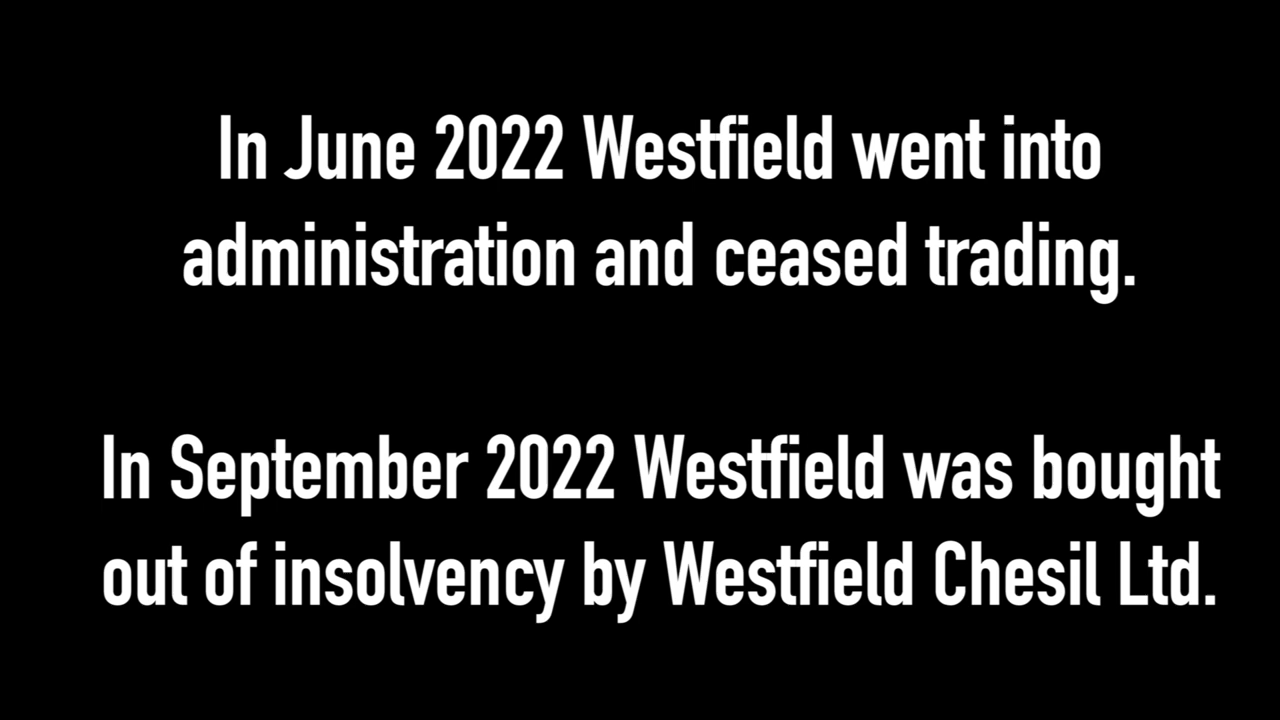 In June 2022 Westfield went into
administration and ceased trading.
In September 2022 Westfield was bought
out of insolvency by Westfield Chesil Ltd.